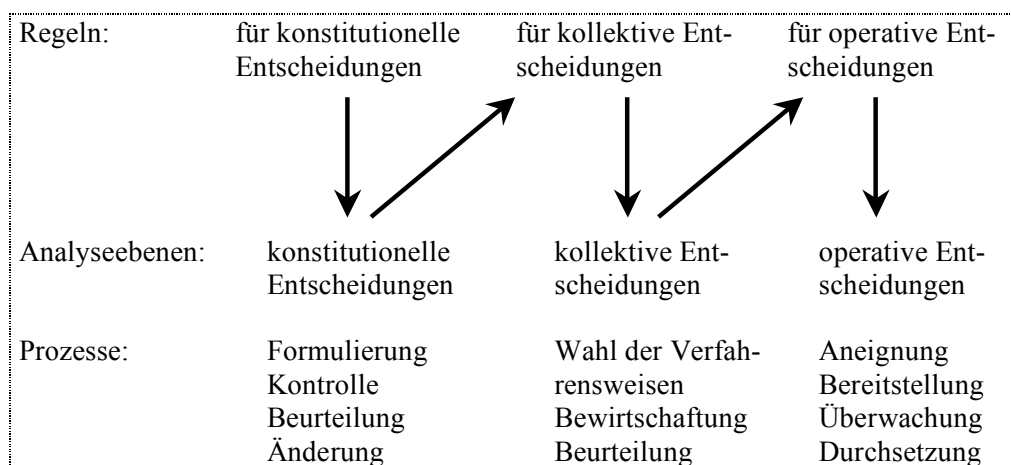 Regeln: für konstitutionelle für kollektive Ent- für operative Ent-
Entscheidungen scheidungen scheidungen
Analyseebenen: konstitutionelle kollektive Ent- operative Ent-
Entscheidungen scheidungen scheidungen
Prozesse: Formulierung Wahl der Verfah- Aneignung
Kontrolle rensweisen Bereitstellung
Beurteilung Bewirtschaftung Überwachung
Änderung Beurteilung Durchsetzung